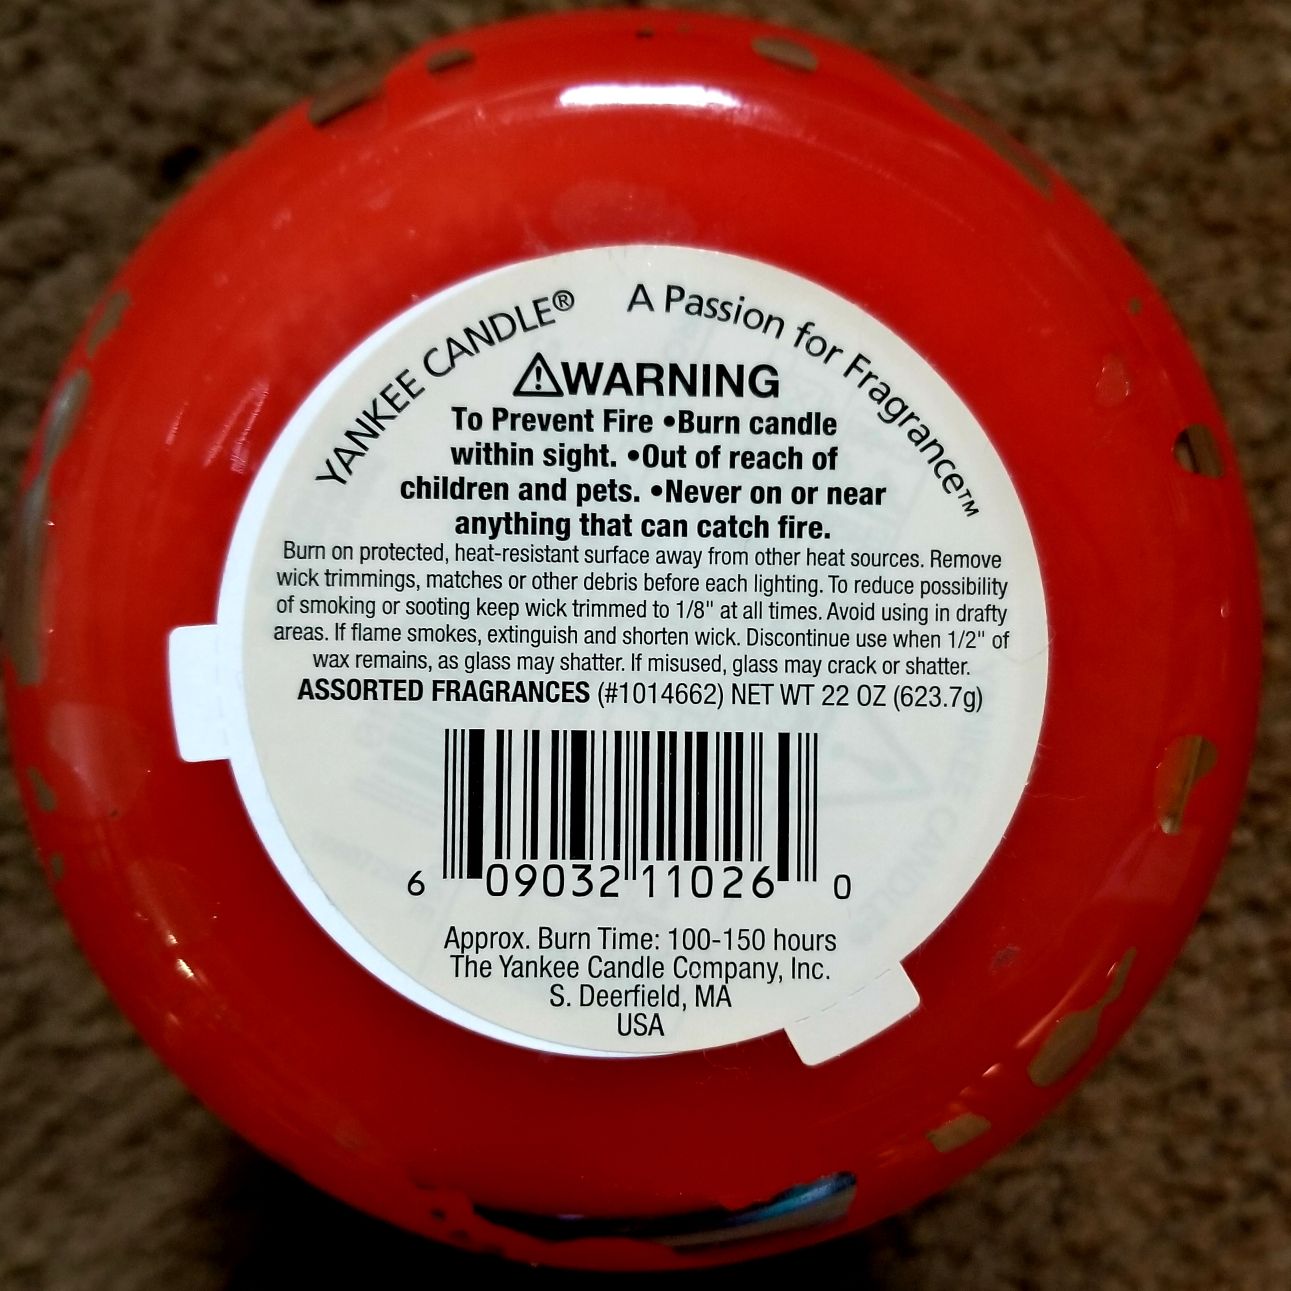 YANKEE CANDLE® A Passion for Fragrance™
⚠WARNING
To Prevent Fire •Burn candle
within sight. •Out of reach of
children and pets. •Never on or near
anything that can catch fire.
Burn on protected, heat-resistant surface away from other heat sources. Remove
wick trimmings, matches or other debris before each lighting. To reduce possibility
of smoking or sooting keep wick trimmed to 1/8" at all times. Avoid using in drafty
areas. If flame smokes, extinguish and shorten wick. Discontinue use when 1/2" of
wax remains, as glass may shatter. If misused, glass may crack or shatter.
ASSORTED FRAGRANCES (#1014662) NET WT 22 OZ (623.7g)
6 09032 11026 0
Approx. Burn Time: 100-150 hours
The Yankee Candle Company, Inc.
S. Deerfield, MA
USA